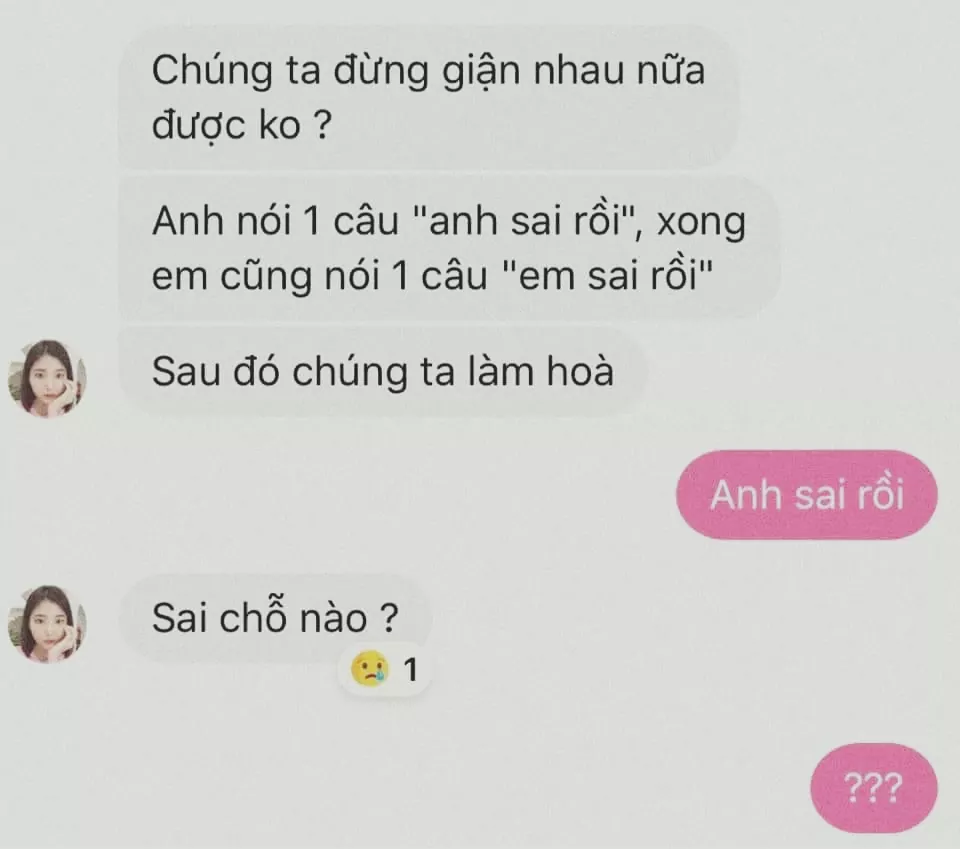 Chúng ta đừng giận nhau nữa
được ko ?
Anh nói 1 câu "anh sai rồi", xong
em cũng nói 1 câu "em sai rồi"
Sau đó chúng ta làm hoà
Anh sai rồi
Sai chỗ nào ?
😢 1
???